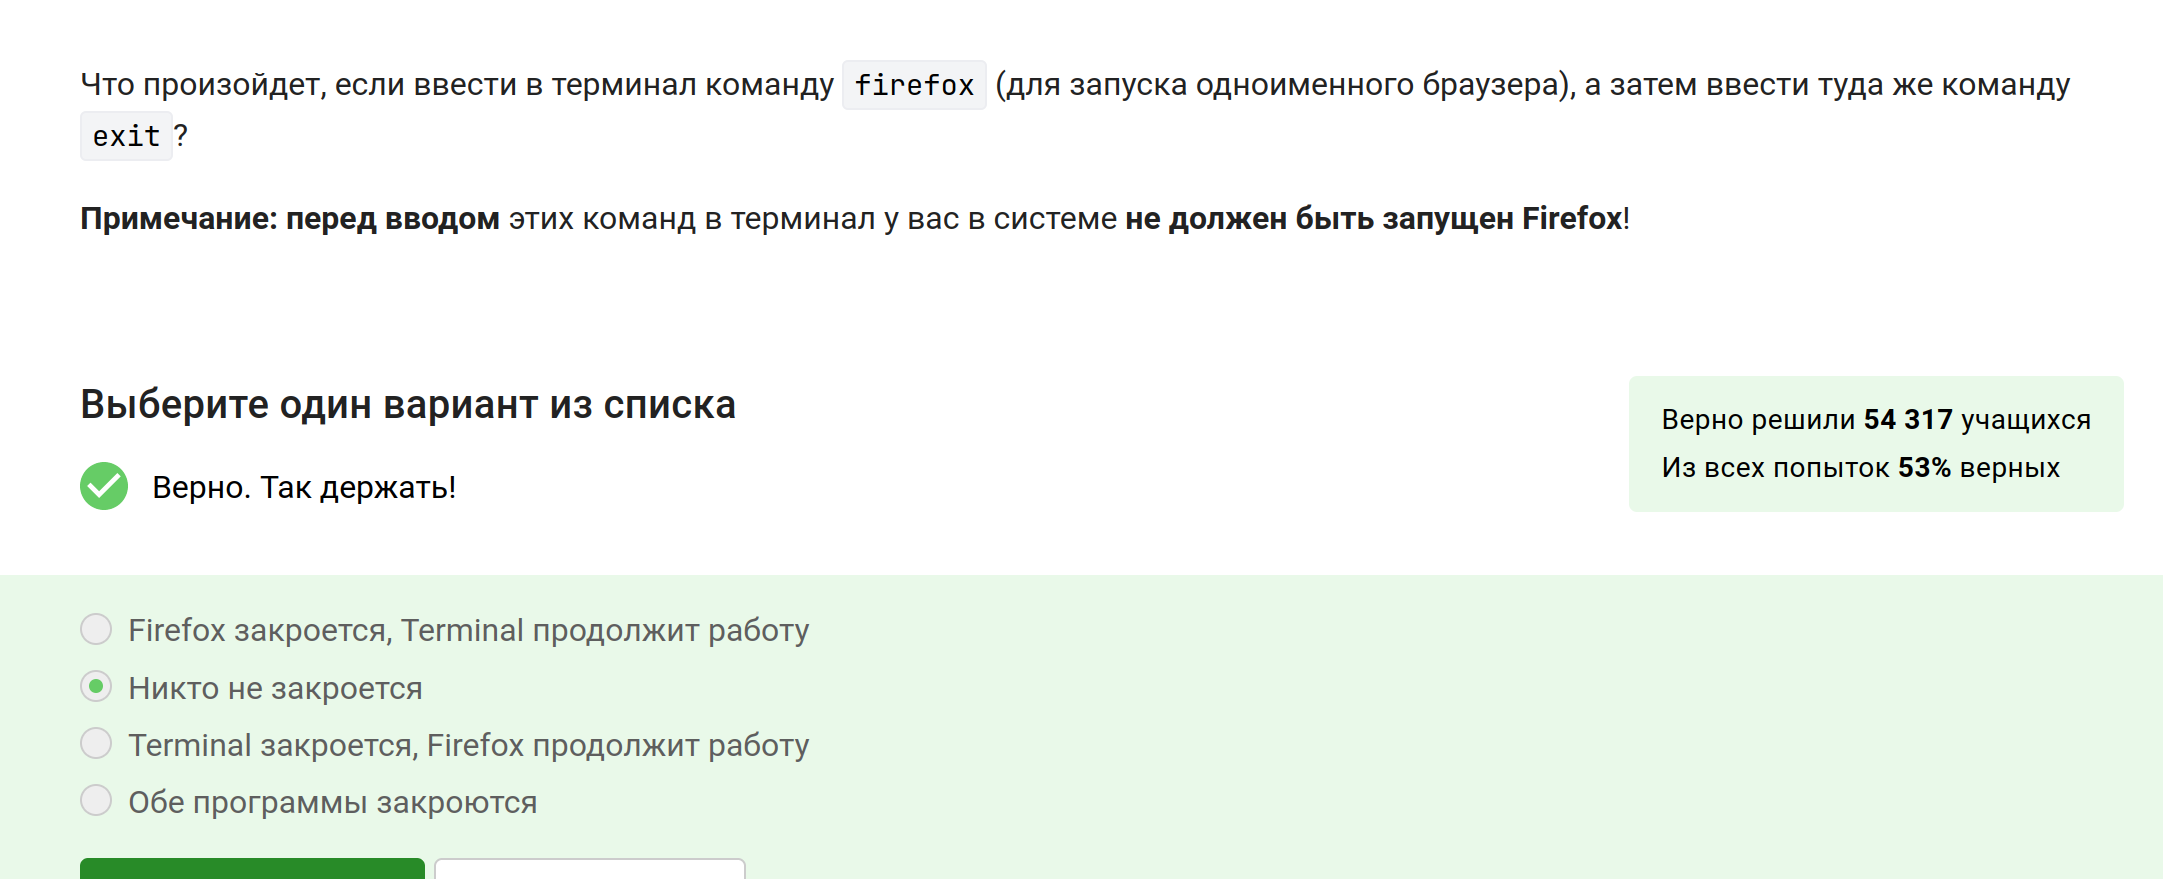 Что произойдет, если ввести в терминал команду firefox (для запуска одноименного браузера), а затем ввести туда же команду
exit ?
Примечание: перед вводом этих команд в терминал у вас в системе не должен быть запущен Firefox!
Выберите один вариант из списка
Верно. Так держать!
Верно решили 54 317 учащихся
Из всех попыток 53% верных
Firefox закроется, Terminal продолжит работу
Никто не закроется
Terminal закроется, Firefox продолжит работу
Обе программы закроются